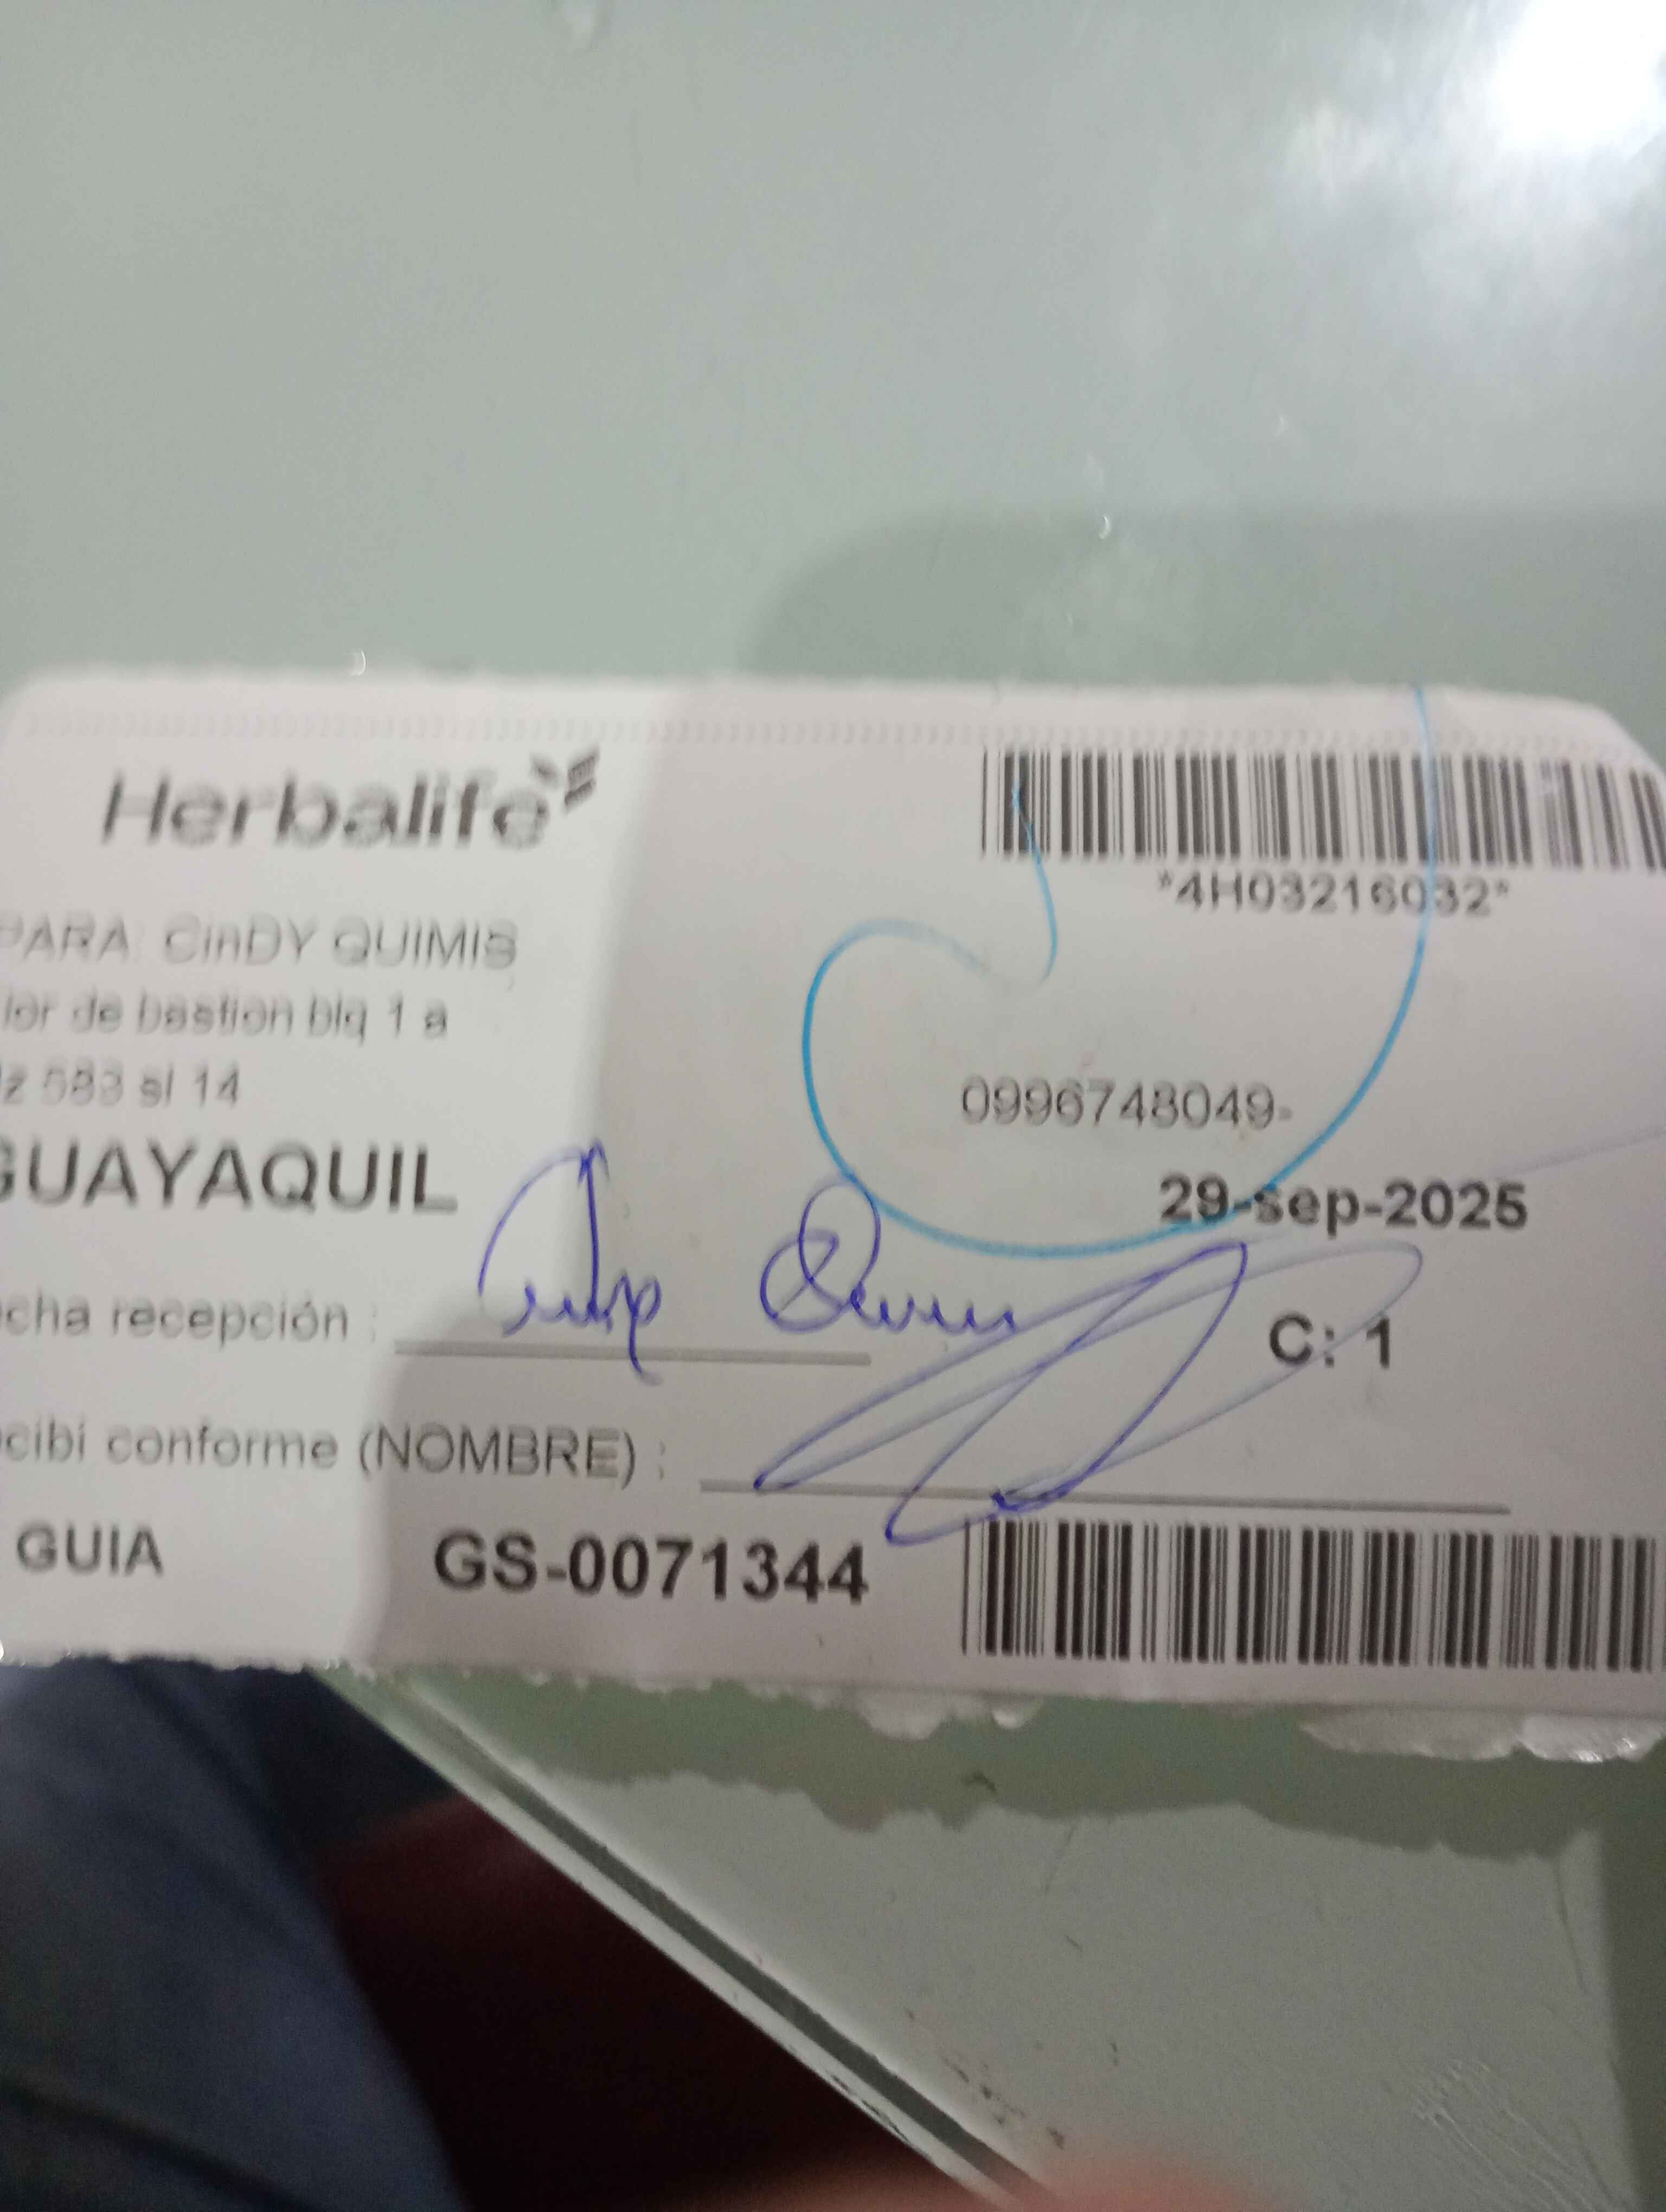 Herbalife
*4H03216032*
PARA: CinDY QUIMIS
lor de bastion blq 1 a
z 583 sl 14
0996748049-
GUAYAQUIL
29-sep-2025
cha recepción :
C: 1
cibí conforme (NOMBRE) :
GUIA GS-0071344